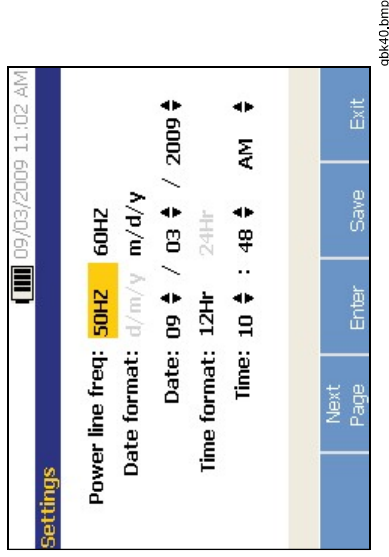 09/03/2009 11:02 AM
Settings
Power line freq: 50HZ 60HZ
Date format: d/m/y m/d/y
Date: 09 / 03 / 2009
Time format: 12Hr 24Hr
Time: 10 : 48 AM
Next Page Enter Save Exit
gbk40.bmp